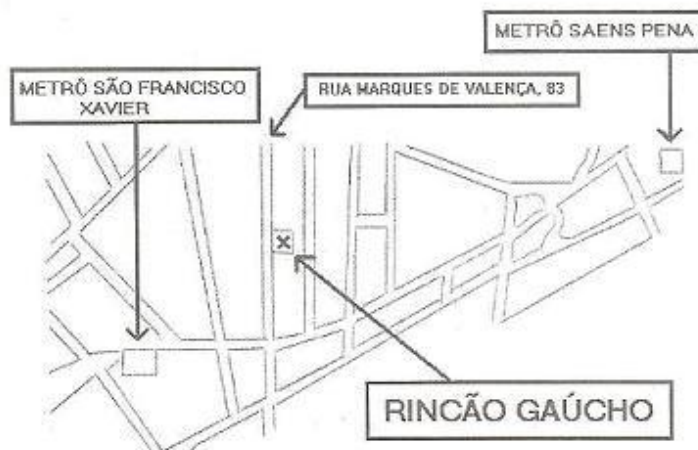 METRÔ SAENS PENA
METRÔ SÃO FRANCISCO
XAVIER
RUA MARQUES DE VALENÇA, 83
X
RINCÃO GAÚCHO